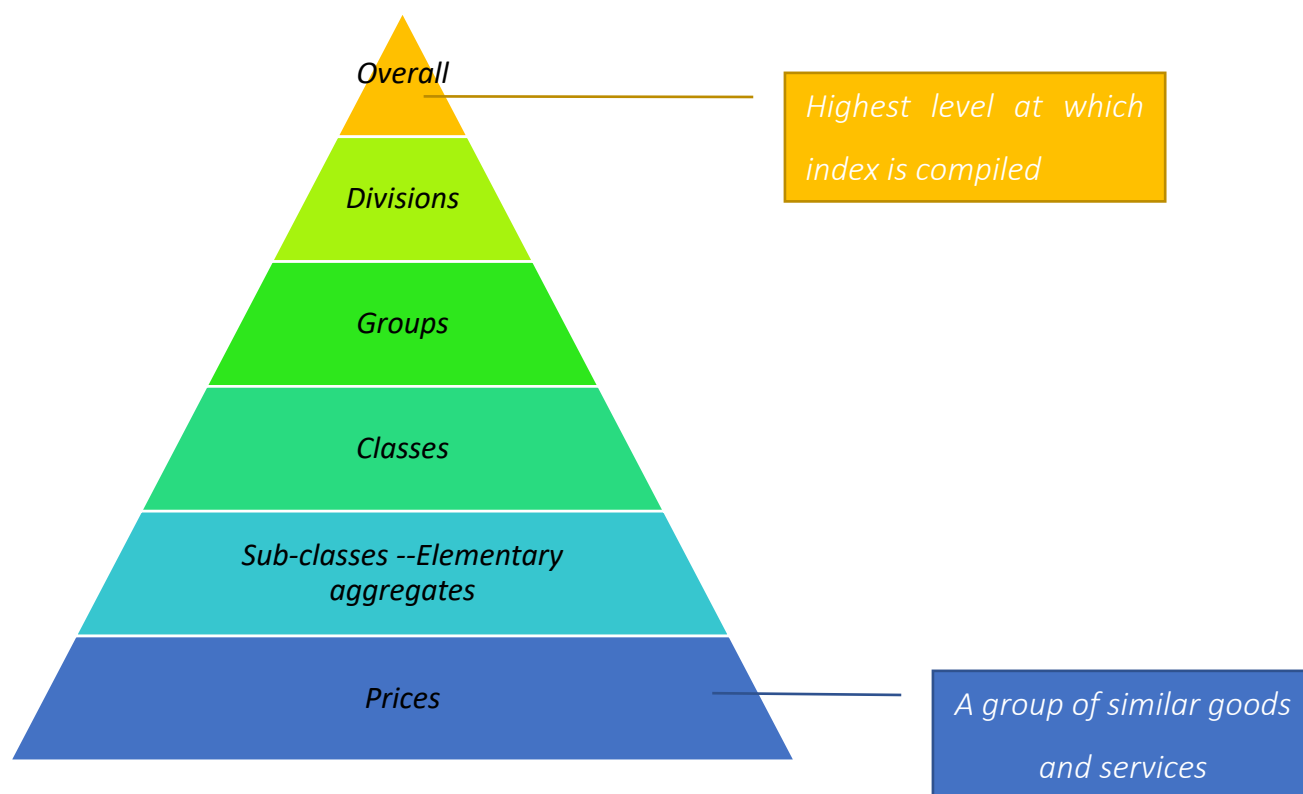 Overall
Highest level at which
index is compiled
Divisions
Groups
Classes
Sub-classes --Elementary
aggregates
Prices
A group of similar goods
and services